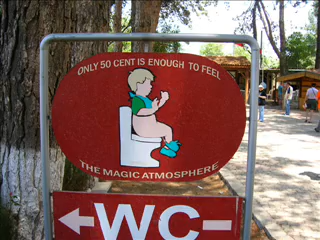 ONLY 50 CENT IS ENOUGH TO FEEL
THE MAGIC ATMOSPHERE
WC